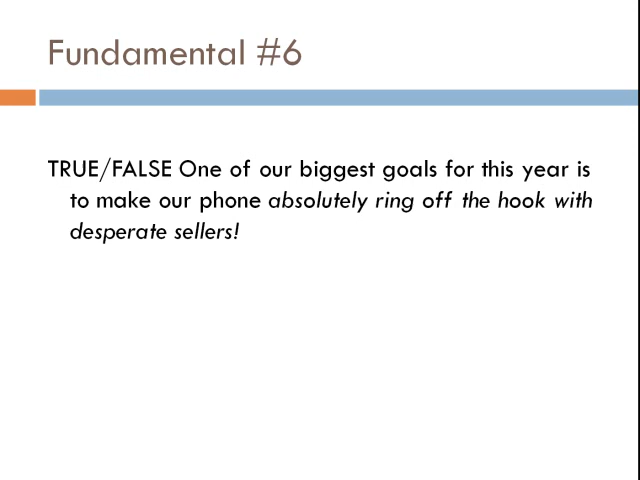 Fundamental #6
TRUE/FALSE One of our biggest goals for this year is
to make our phone absolutely ring off the hook with
desperate sellers!